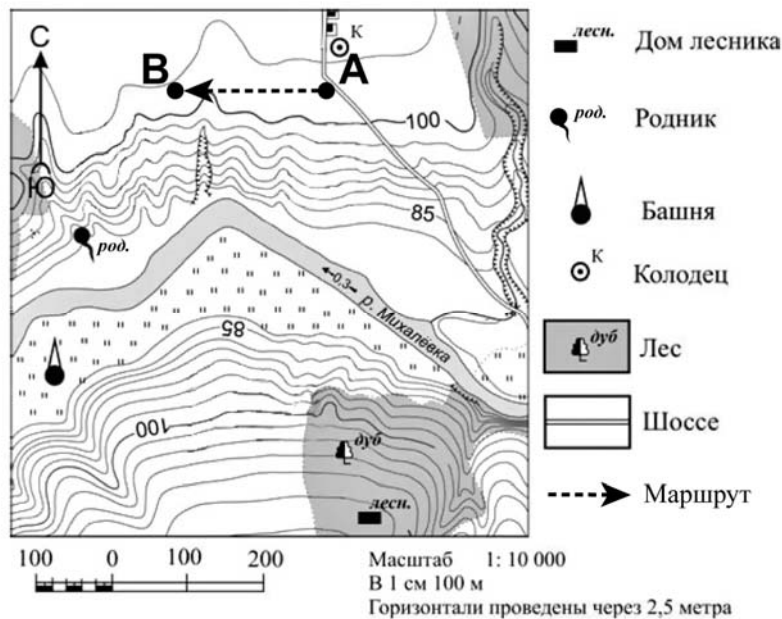 С
Ю
В
А
К
100
85
род.
0.3
р. Михалёвка
85
100
дуб
лесн.
лесн. Дом лесника
род. Родник
Башня
К Колодец
дуб Лес
Шоссе
Маршрут
100 0 100 200
Масштаб 1: 10 000
В 1 см 100 м
Горизонтали проведены через 2,5 метра